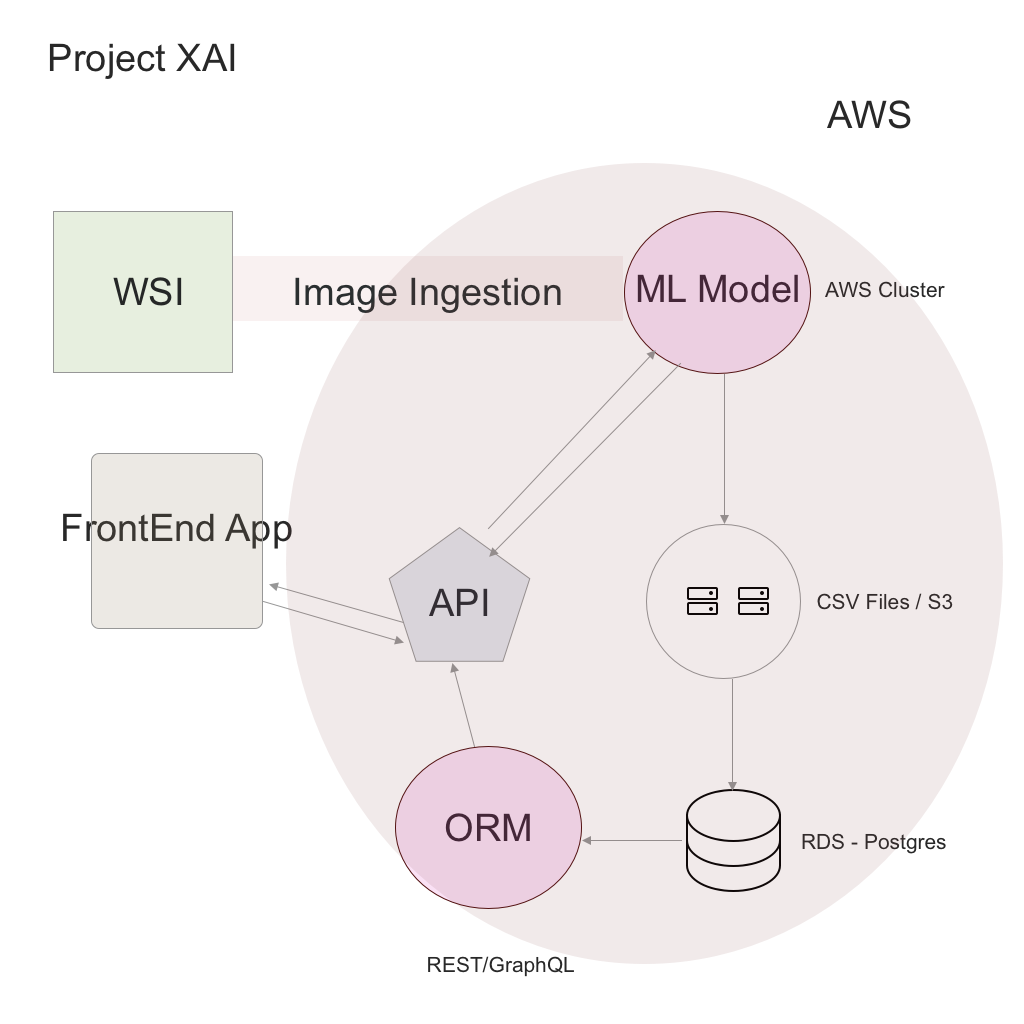 Project XAI
AWS
WSI
Image Ingestion
ML Model
AWS Cluster
FrontEnd App
API
CSV Files / S3
ORM
RDS - Postgres
REST/GraphQL